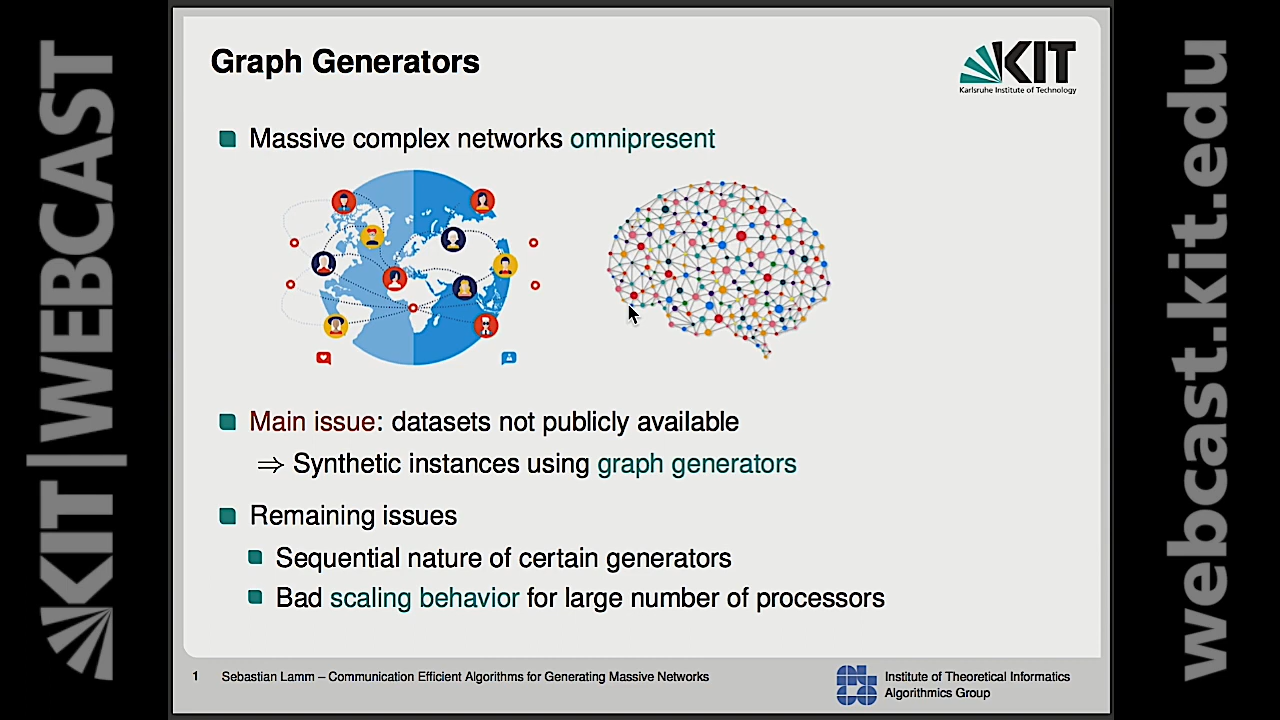 KIT|WEBCAST
Graph Generators
KIT
Karlsruhe Institute of Technology
Massive complex networks omnipresent
Main issue: datasets not publicly available
⇒ Synthetic instances using graph generators
Remaining issues
Sequential nature of certain generators
Bad scaling behavior for large number of processors
1 Sebastian Lamm – Communication Efficient Algorithms for Generating Massive Networks
Institute of Theoretical Informatics
Algorithmics Group
webcast.kit.edu